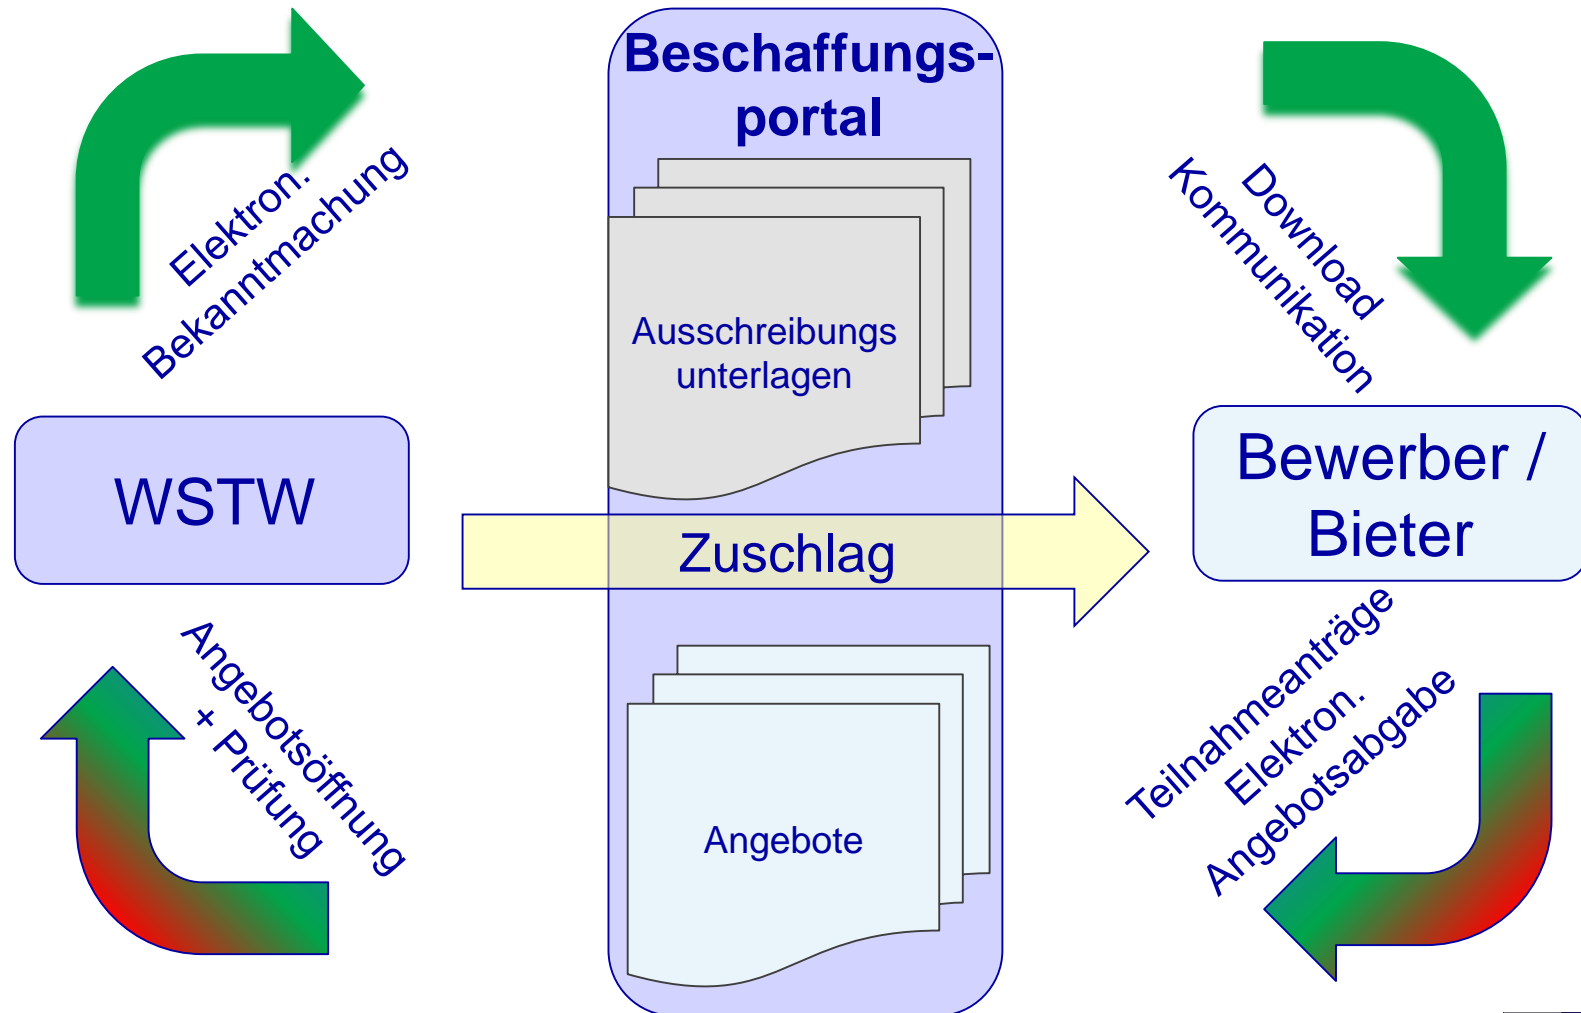 Beschaffungs-
portal
Elektron.
Bekanntmachung
Download
Kommunikation
Ausschreibungs
unterlagen
WSTW
Bewerber /
Bieter
Zuschlag
Angebotsöffnung
+ Prüfung
Teilnahmeanträge
Elektron.
Angebotsabgabe
Angebote